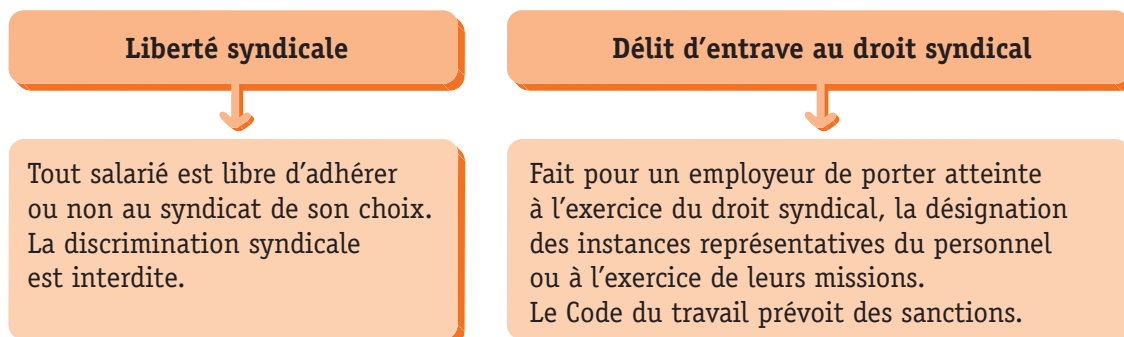 Liberté syndicale
Tout salarié est libre d'adhérer
ou non au syndicat de son choix.
La discrimination syndicale
est interdite.
Délit d'entrave au droit syndical
Fait pour un employeur de porter atteinte
à l'exercice du droit syndical, la désignation
des instances représentatives du personnel
ou à l'exercice de leurs missions.
Le Code du travail prévoit des sanctions.